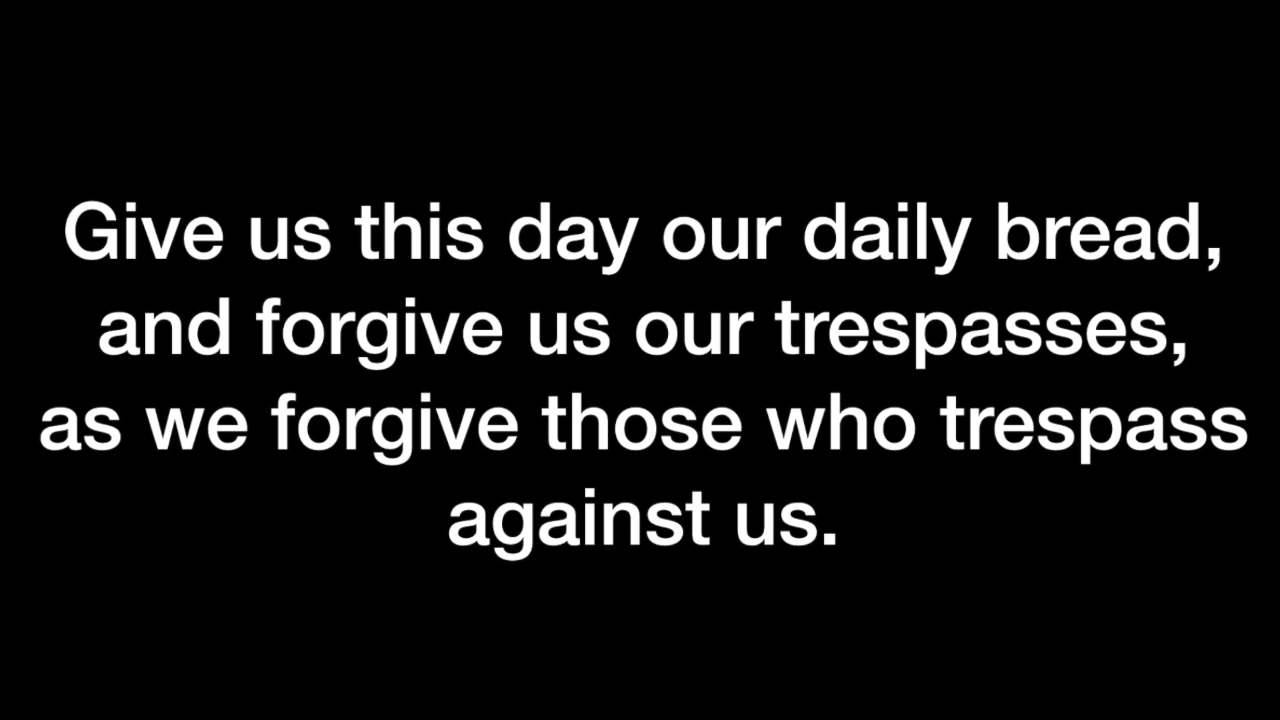 Give us this day our daily bread,
and forgive us our trespasses,
as we forgive those who trespass
against us.